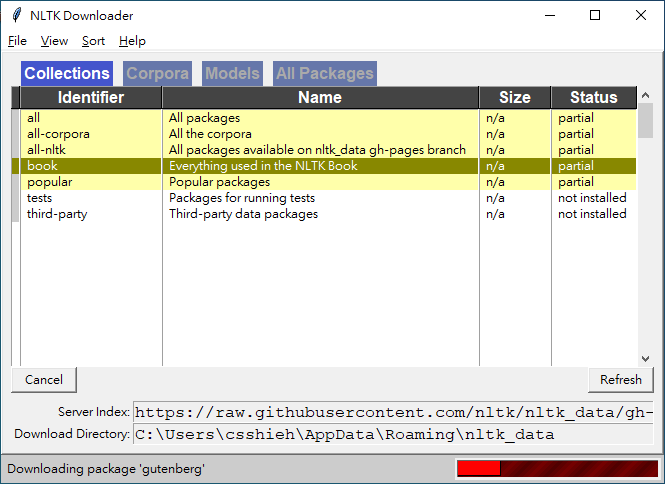 NLTK Downloader
File View Sort Help
Collections Corpora Models All Packages
Identifier Name Size Status
all All packages n/a partial
all-corpora All the corpora n/a partial
all-nltk All packages available on nltk_data gh-pages branch n/a partial
book Everything used in the NLTK Book n/a partial
popular Popular packages n/a partial
tests Packages for running tests n/a not installed
third-party Third-party data packages n/a not installed
Cancel Refresh
Server Index: https://raw.githubusercontent.com/nltk/nltk_data/gh-
Download Directory: C:\Users\csshieh\AppData\Roaming\nltk_data
Downloading package 'gutenberg'